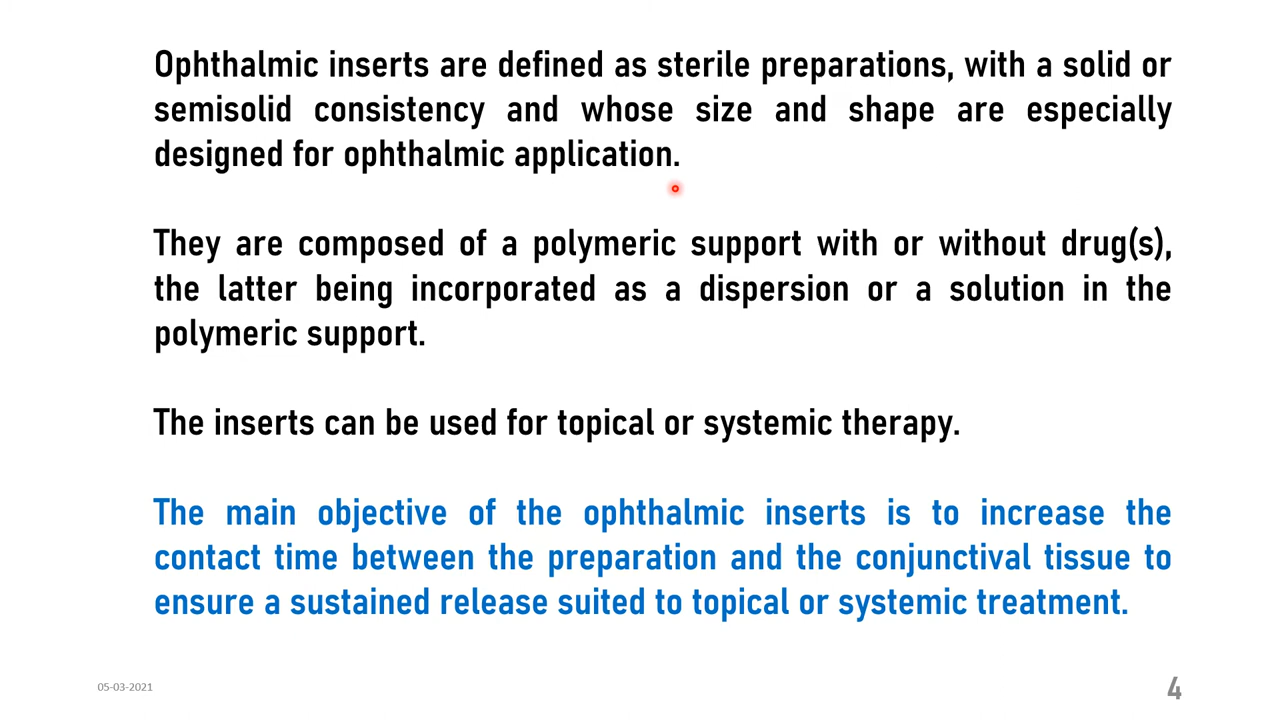 Ophthalmic inserts are defined as sterile preparations, with a solid or
semisolid consistency and whose size and shape are especially
designed for ophthalmic application.
They are composed of a polymeric support with or without drug(s),
the latter being incorporated as a dispersion or a solution in the
polymeric support.
The inserts can be used for topical or systemic therapy.
The main objective of the ophthalmic inserts is to increase the
contact time between the preparation and the conjunctival tissue to
ensure a sustained release suited to topical or systemic treatment.
05-03-2021
4